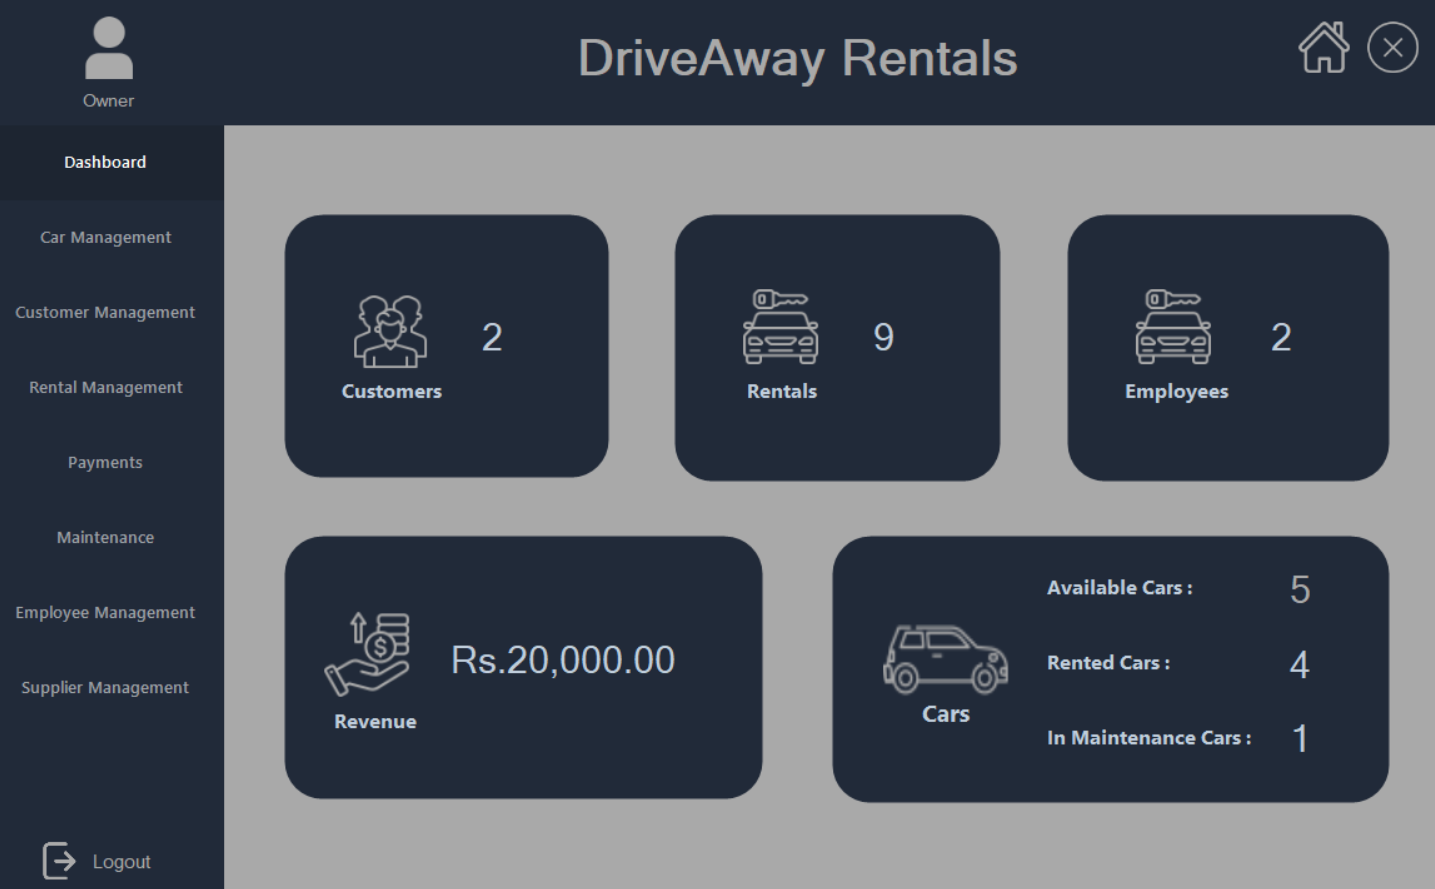 DriveAway Rentals
Owner
Dashboard
Car Management
Customer Management
Rental Management
Payments
Maintenance
Employee Management
Supplier Management
Logout
2
Customers
9
Rentals
2
Employees
$
Rs.20,000.00
Revenue
Cars
Available Cars : 5
Rented Cars : 4
In Maintenance Cars : 1